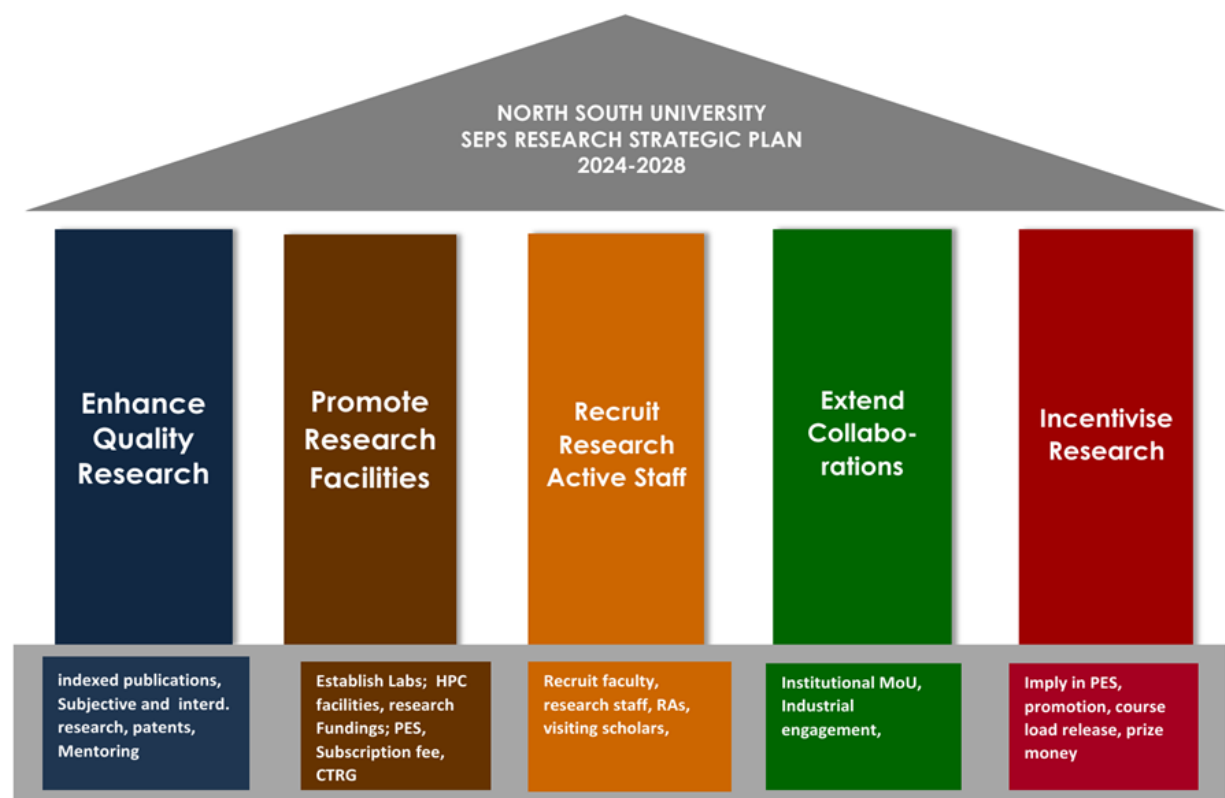 NORTH SOUTH UNIVERSITY
SEPS RESEARCH STRATEGIC PLAN
2024-2028
Enhance
Quality
Research
Promote
Research
Facilities
Recruit
Research
Active Staff
Extend
Collabo-
rations
Incentivise
Research
indexed publications,
Subjective and interd.
research, patents,
Mentoring
Establish Labs; HPC
facilities, research
Fundings; PES,
Subscription fee,
CTRG
Recruit faculty,
research staff, RAs,
visiting scholars,
Institutional MoU,
Industrial
engagement,
Imply in PES,
promotion, course
load release, prize
money